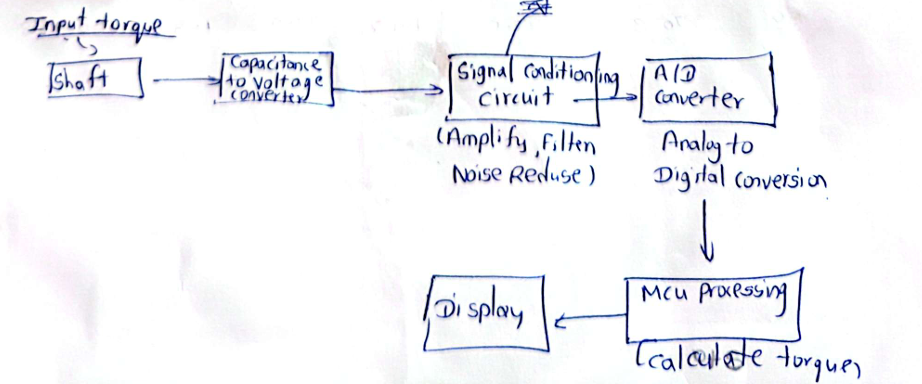 Input torque
Shaft
Capacitance
to voltage
converter
Signal Conditioning
Circuit
(Amplify, Filten
Noise Reduse)
A/D
Converter
Analog to
Digital Conversion
MCU Processing
(calculate torque)
Display